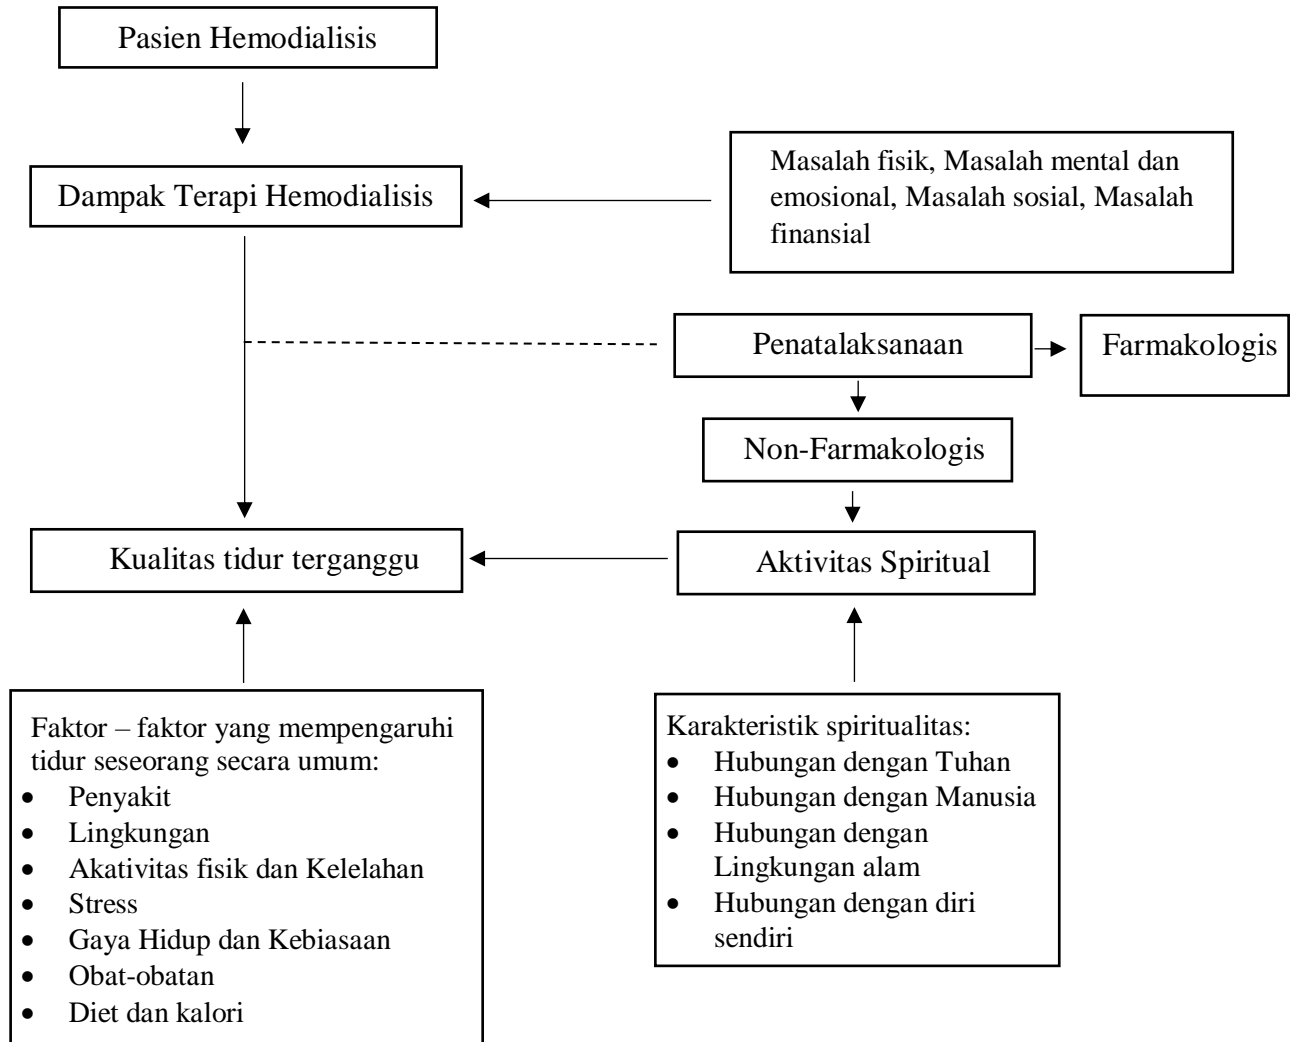 Pasien Hemodialisis
Dampak Terapi Hemodialisis
Masalah fisik, Masalah mental dan
emosional, Masalah sosial, Masalah
finansial
Penatalaksanaan
Farmakologis
Non-Farmakologis
Kualitas tidur terganggu
Aktivitas Spiritual
Faktor – faktor yang mempengaruhi
tidur seseorang secara umum:
• Penyakit
• Lingkungan
• Akativitas fisik dan Kelelahan
• Stress
• Gaya Hidup dan Kebiasaan
• Obat-obatan
• Diet dan kalori
Karakteristik spiritualitas:
• Hubungan dengan Tuhan
• Hubungan dengan Manusia
• Hubungan dengan
Lingkungan alam
• Hubungan dengan diri
sendiri